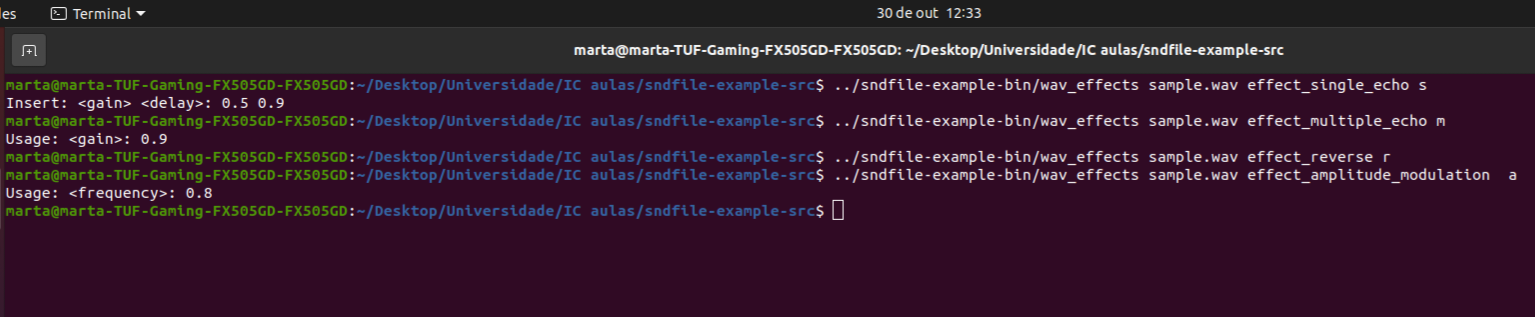 es Terminal 30 de out 12:33
marta@marta-TUF-Gaming-FX505GD-FX505GD: ~/Desktop/Universidade/IC aulas/sndfile-example-src
marta@marta-TUF-Gaming-FX505GD-FX505GD:~/Desktop/Universidade/IC aulas/sndfile-example-src$ ../sndfile-example-bin/wav_effects sample.wav effect_single_echo s
Insert: <gain> <delay>: 0.5 0.9
marta@marta-TUF-Gaming-FX505GD-FX505GD:~/Desktop/Universidade/IC aulas/sndfile-example-src$ ../sndfile-example-bin/wav_effects sample.wav effect_multiple_echo m
Usage: <gain>: 0.9
marta@marta-TUF-Gaming-FX505GD-FX505GD:~/Desktop/Universidade/IC aulas/sndfile-example-src$ ../sndfile-example-bin/wav_effects sample.wav effect_reverse r
marta@marta-TUF-Gaming-FX505GD-FX505GD:~/Desktop/Universidade/IC aulas/sndfile-example-src$ ../sndfile-example-bin/wav_effects sample.wav effect_amplitude_modulation  a
Usage: <frequency>: 0.8
marta@marta-TUF-Gaming-FX505GD-FX505GD:~/Desktop/Universidade/IC aulas/sndfile-example-src$